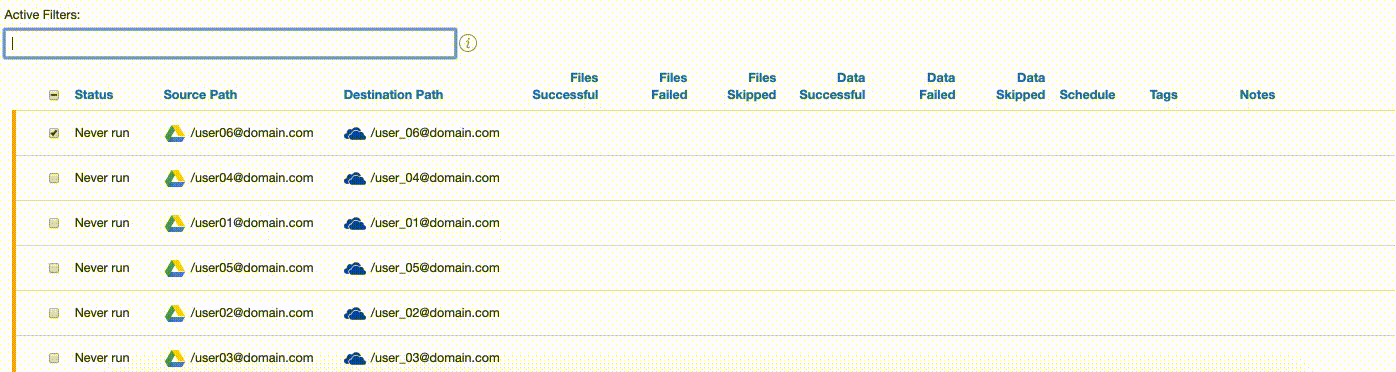 Active Filters:
Files Files Files Data Data Data
Status Source Path Destination Path Successful Failed Skipped Successful Failed Skipped Schedule Tags Notes
Never run /user06@domain.com /user_06@domain.com
Never run /user04@domain.com /user_04@domain.com
Never run /user01@domain.com /user_01@domain.com
Never run /user05@domain.com /user_05@domain.com
Never run /user02@domain.com /user_02@domain.com
Never run /user03@domain.com /user_03@domain.com